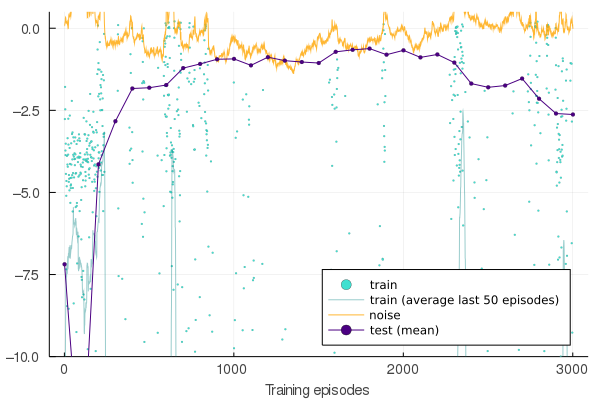 0.0
−2.5
−5.0
−7.5
−10.0
0
1000
2000
3000
Training episodes
train
train (average last 50 episodes)
noise
test (mean)